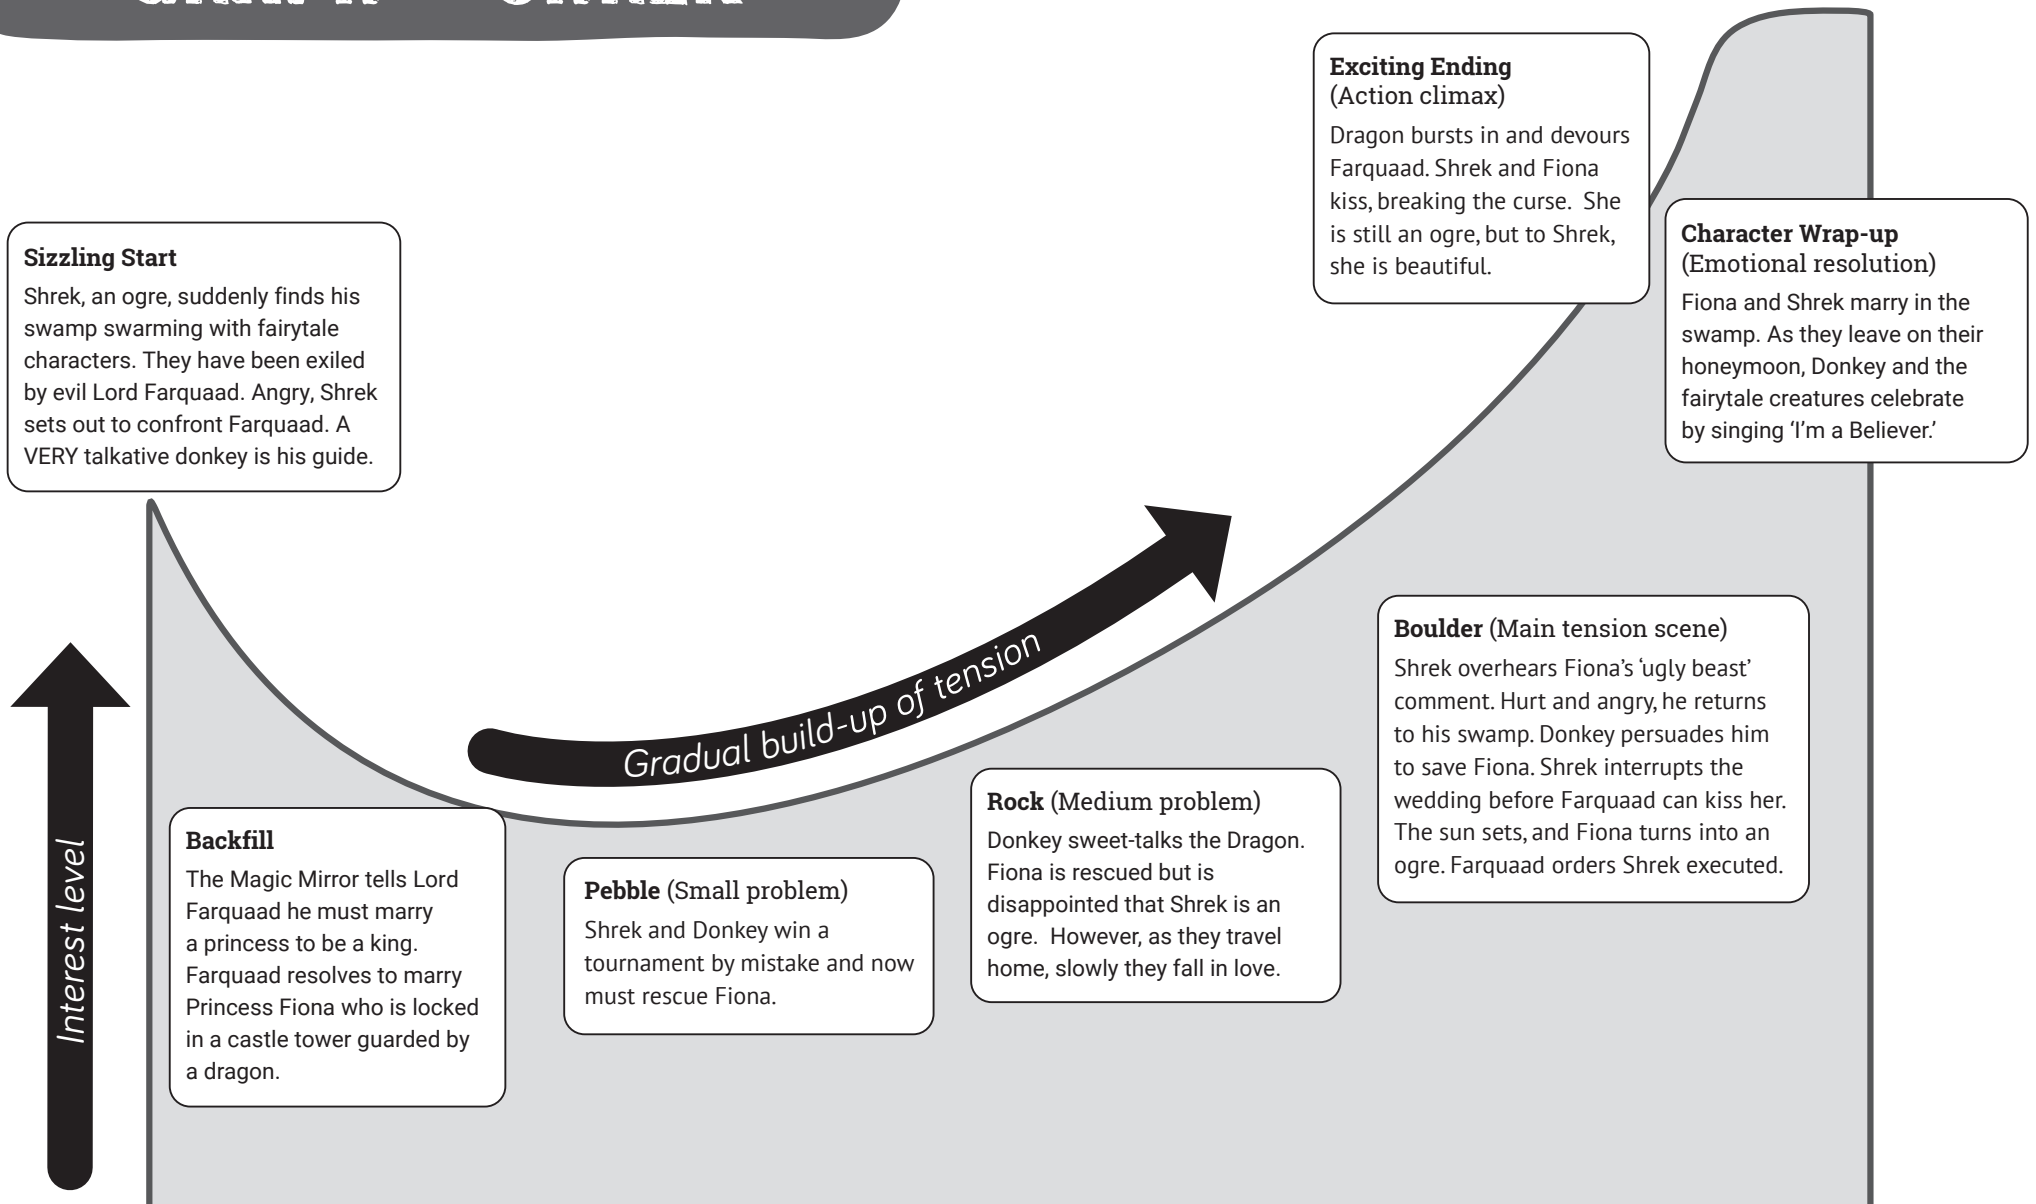 Sizzling Start
Shrek, an ogre, suddenly finds his
swamp swarming with fairytale
characters. They have been exiled
by evil Lord Farquaad. Angry, Shrek
sets out to confront Farquaad. A
VERY talkative donkey is his guide.
Interest level
Backfill
The Magic Mirror tells Lord
Farquaad he must marry
a princess to be a king.
Farquaad resolves to marry
Princess Fiona who is locked
in a castle tower guarded by
a dragon.
Gradual build-up of tension
Pebble (Small problem)
Shrek and Donkey win a
tournament by mistake and now
must rescue Fiona.
Rock (Medium problem)
Donkey sweet-talks the Dragon.
Fiona is rescued but is
disappointed that Shrek is an
ogre.  However, as they travel
home, slowly they fall in love.
Boulder (Main tension scene)
Shrek overhears Fiona’s ‘ugly beast’
comment. Hurt and angry, he returns
to his swamp. Donkey persuades him
to save Fiona. Shrek interrupts the
wedding before Farquaad can kiss her.
The sun sets, and Fiona turns into an
ogre. Farquaad orders Shrek executed.
Exciting Ending
(Action climax)
Dragon bursts in and devours
Farquaad. Shrek and Fiona
kiss, breaking the curse.  She
is still an ogre, but to Shrek,
she is beautiful.
Character Wrap-up
(Emotional resolution)
Fiona and Shrek marry in the
swamp. As they leave on their
honeymoon, Donkey and the
fairytale creatures celebrate
by singing ‘I’m a Believer.’